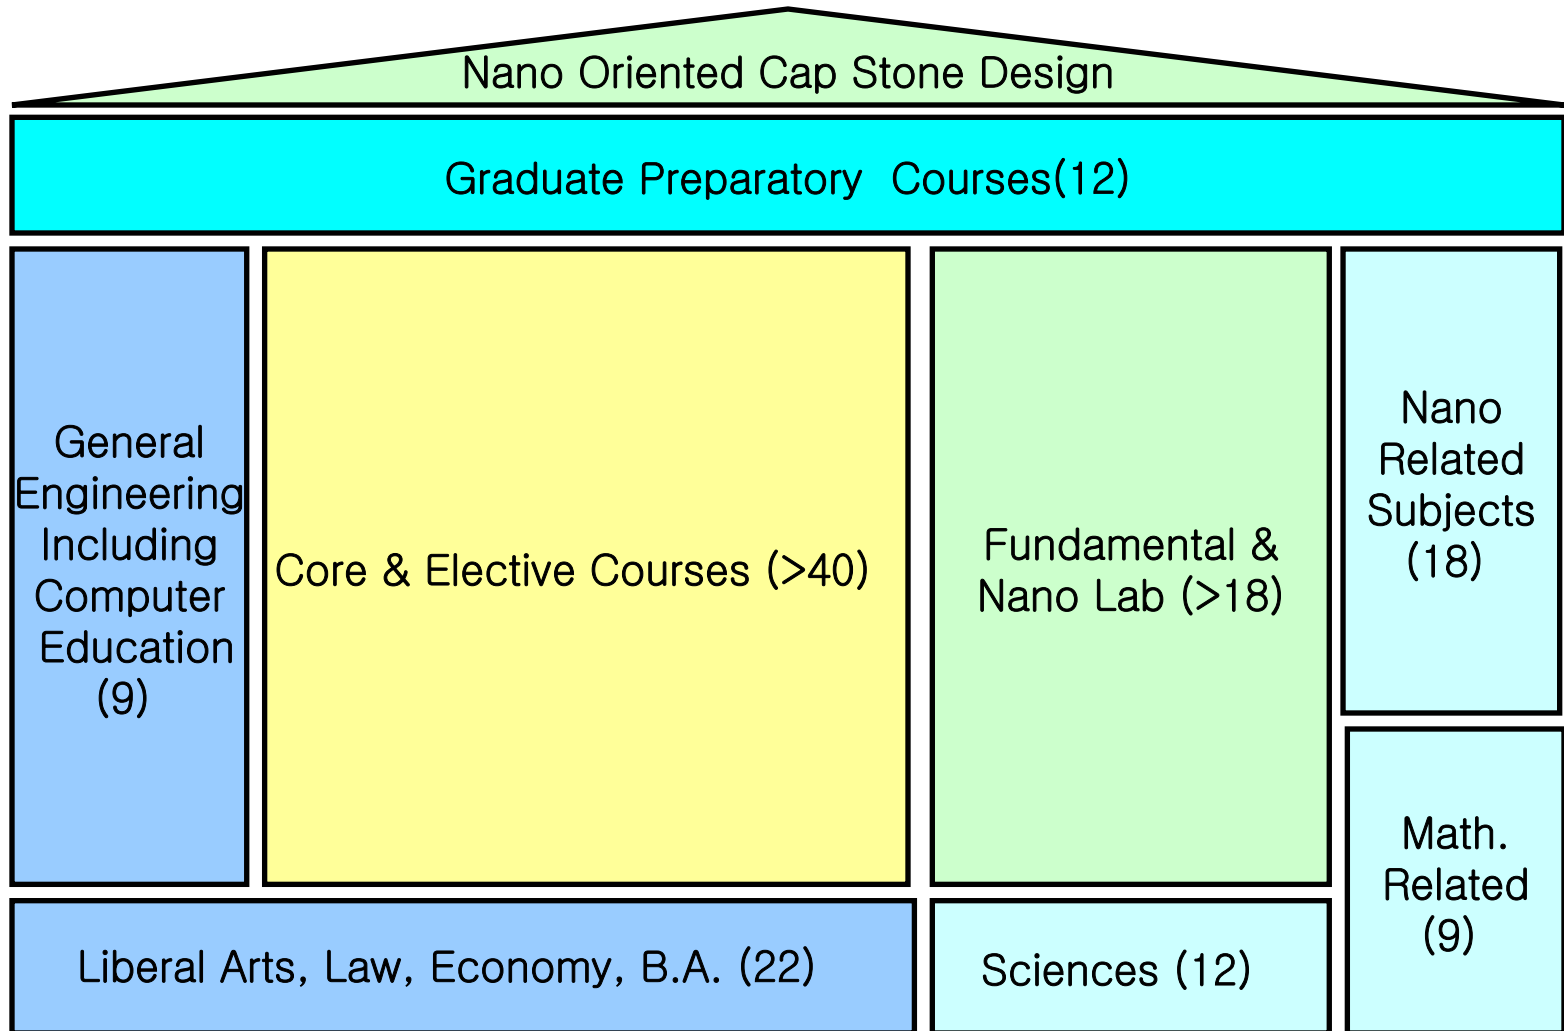 Nano Oriented Cap Stone Design
Graduate Preparatory  Courses(12)
General
Engineering
Including
Computer
Education
(9)
Core & Elective Courses (>40)
Fundamental &
Nano Lab (>18)
Nano
Related
Subjects
(18)
Math.
Related
(9)
Liberal Arts, Law, Economy, B.A. (22)
Sciences (12)